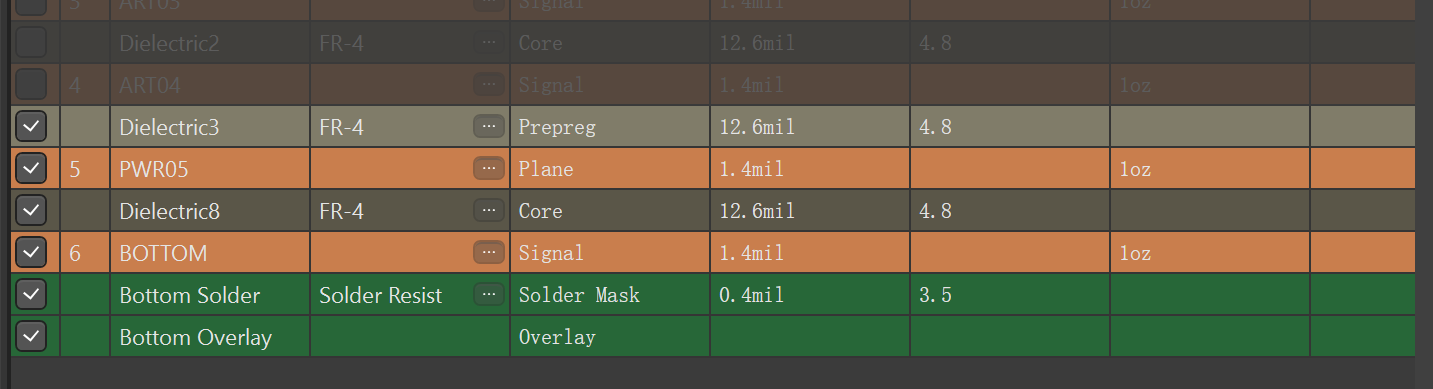 3 ART03 ... Signal 1.4mil 1oz
Dielectric2 FR-4 ... Core 12.6mil 4.8
4 ART04 ... Signal 1.4mil 1oz
Dielectric3 FR-4 ... Prepreg 12.6mil 4.8
5 PWR05 ... Plane 1.4mil 1oz
Dielectric8 FR-4 ... Core 12.6mil 4.8
6 BOTTOM ... Signal 1.4mil 1oz
Bottom Solder Solder Resist ... Solder Mask 0.4mil 3.5
Bottom Overlay Overlay